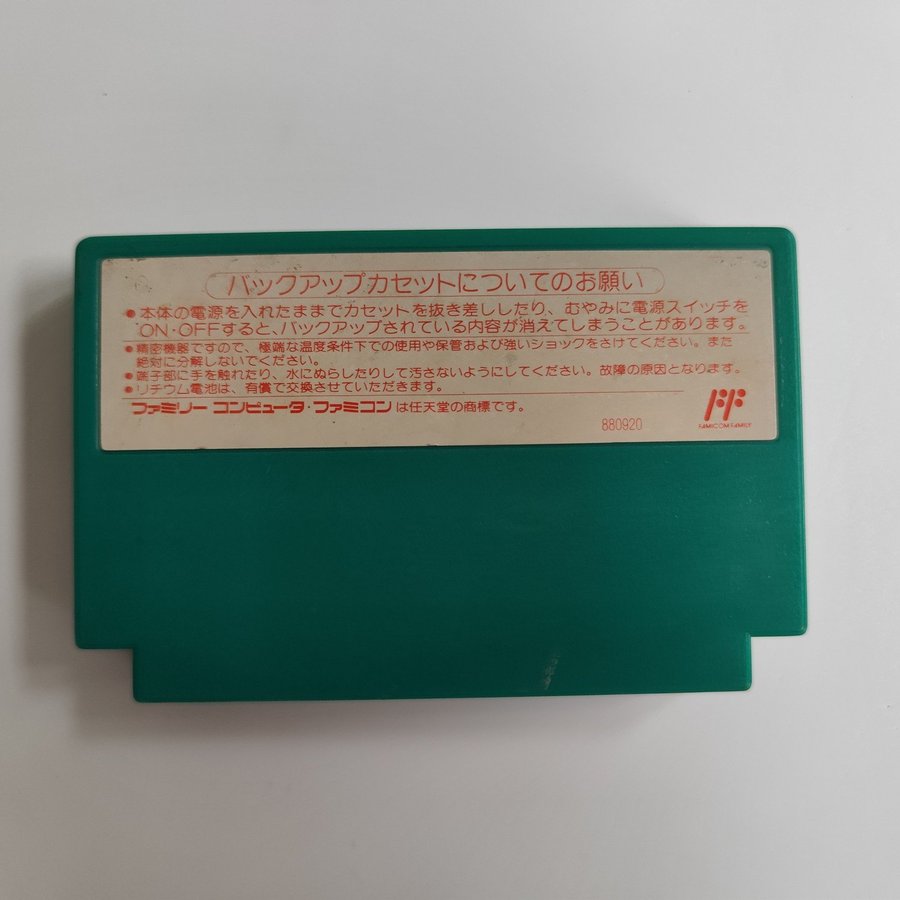 バックアップカセットについてのお願い
●本体の電源を入れたままでカセットを抜き差ししたり、むやみに電源スイッチを
ON・OFFすると、バックアップされている内容が消えてしまうことがあります。
●精密機器ですので、極端な温度条件下での使用や保管および強いショックをさけてください。また
絶対に分解しないでください。
●端子部に手を触れたり、水にぬらしたりして汚さないようにしてください。故障の原因となります。
●リチウム電池は、有償で交換させていただきます。
ファミリー コンピュータ・ファミコン は任天堂の商標です。
880920
FF
FAMICOM FAMILY